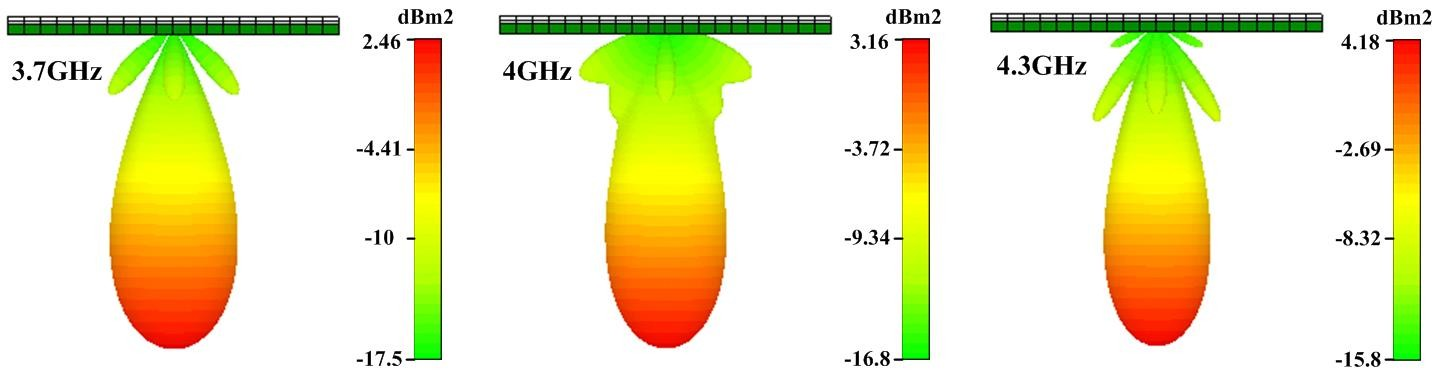 dBm2
2.46
3.7GHz
-4.41
-10
-17.5
dBm2
3.16
4GHz
-3.72
-9.34
-16.8
dBm2
4.18
4.3GHz
-2.69
-8.32
-15.8